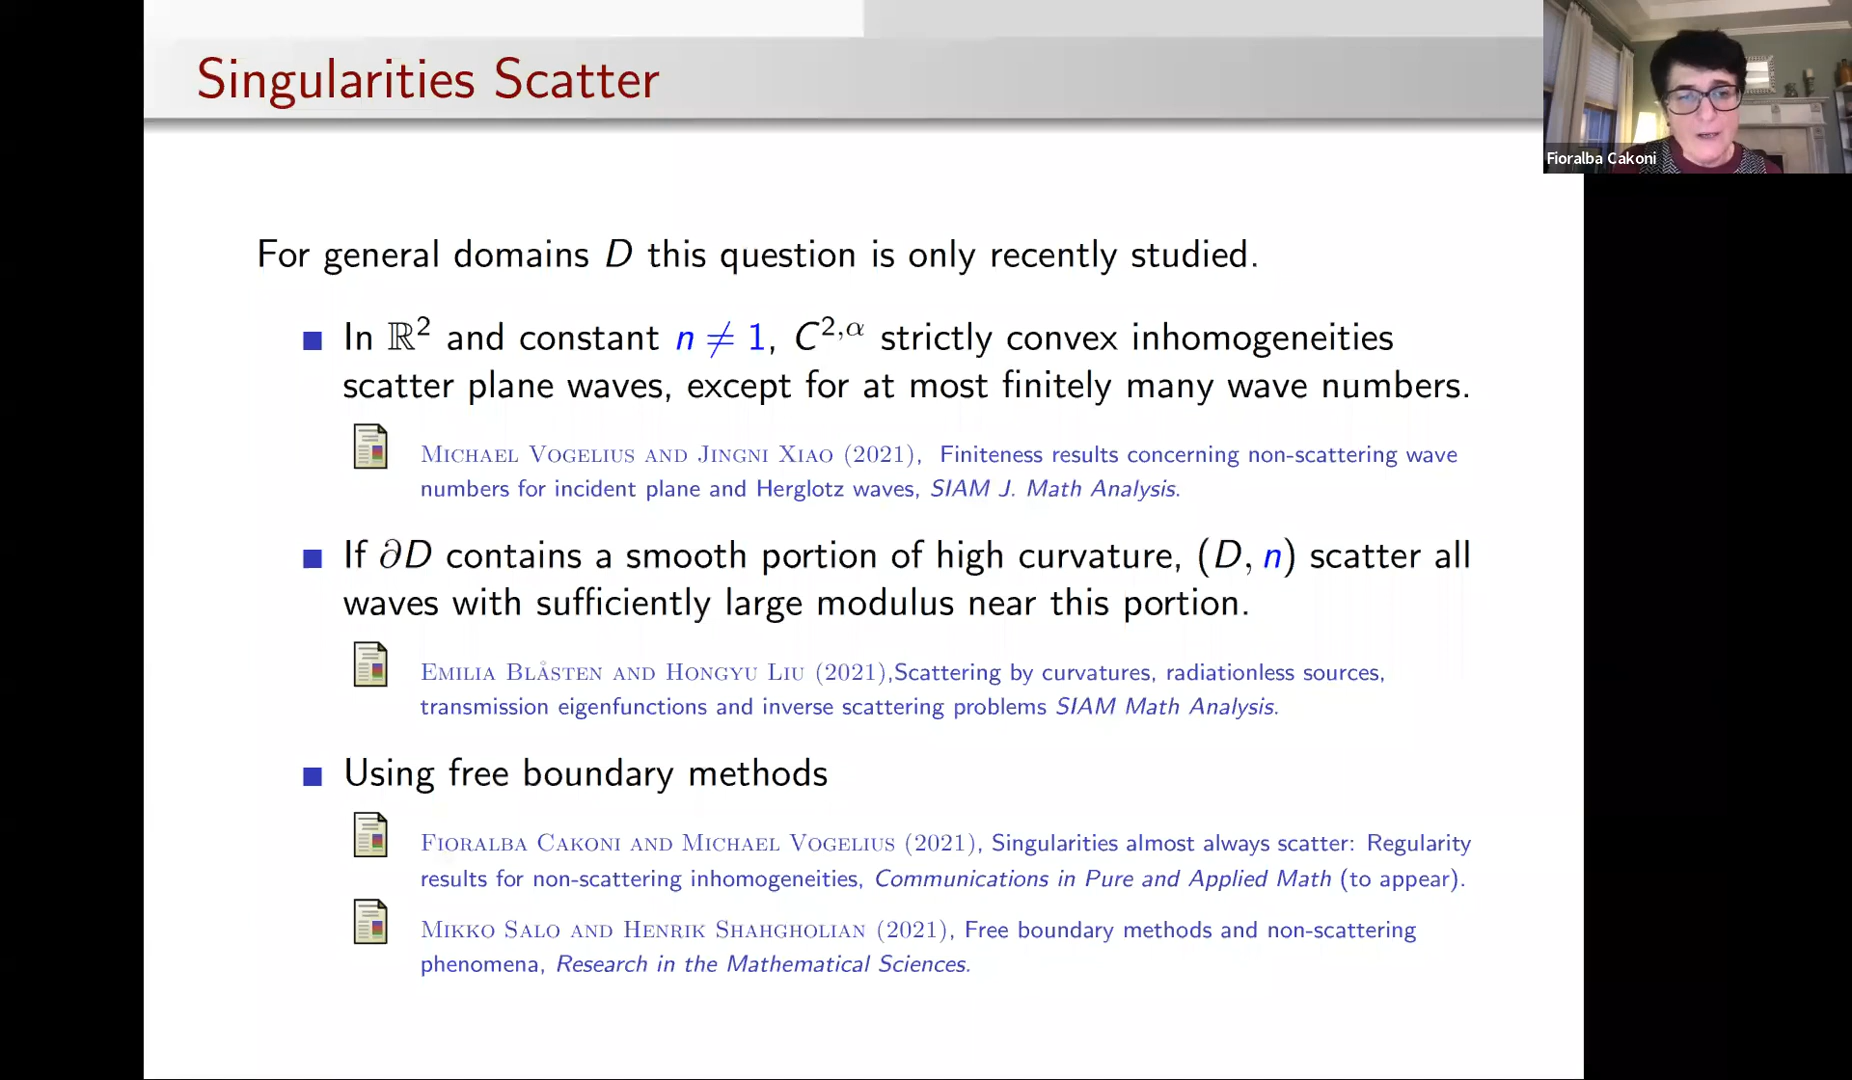 Singularities Scatter
Fioralba Cakoni
For general domains D this question is only recently studied.
In ℝ² and constant n ≠ 1, C^{2,α} strictly convex inhomogeneities
scatter plane waves, except for at most finitely many wave numbers.
Michael Vogelius and Jingni Xiao (2021), Finiteness results concerning non-scattering wave
numbers for incident plane and Herglotz waves, SIAM J. Math Analysis.
If ∂D contains a smooth portion of high curvature, (D, n) scatter all
waves with sufficiently large modulus near this portion.
Emilia Blåsten and Hongyu Liu (2021),Scattering by curvatures, radiationless sources,
transmission eigenfunctions and inverse scattering problems SIAM Math Analysis.
Using free boundary methods
Fioralba Cakoni and Michael Vogelius (2021), Singularities almost always scatter: Regularity
results for non-scattering inhomogeneities, Communications in Pure and Applied Math (to appear).
Mikko Salo and Henrik Shahgholian (2021), Free boundary methods and non-scattering
phenomena, Research in the Mathematical Sciences.